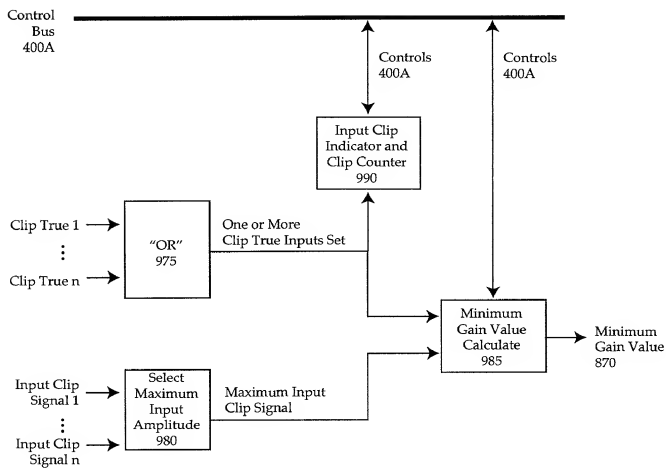 Control
Bus
400A
Controls
400A
Controls
400A
Input Clip
Indicator and
Clip Counter
990
Clip True 1
⋮
Clip True n
“OR”
975
One or More
Clip True Inputs Set
Minimum
Gain Value
Calculate
985
Minimum
Gain Value
870
Input Clip
Signal 1
⋮
Input Clip
Signal n
Select
Maximum
Input
Amplitude
980
Maximum Input
Clip Signal